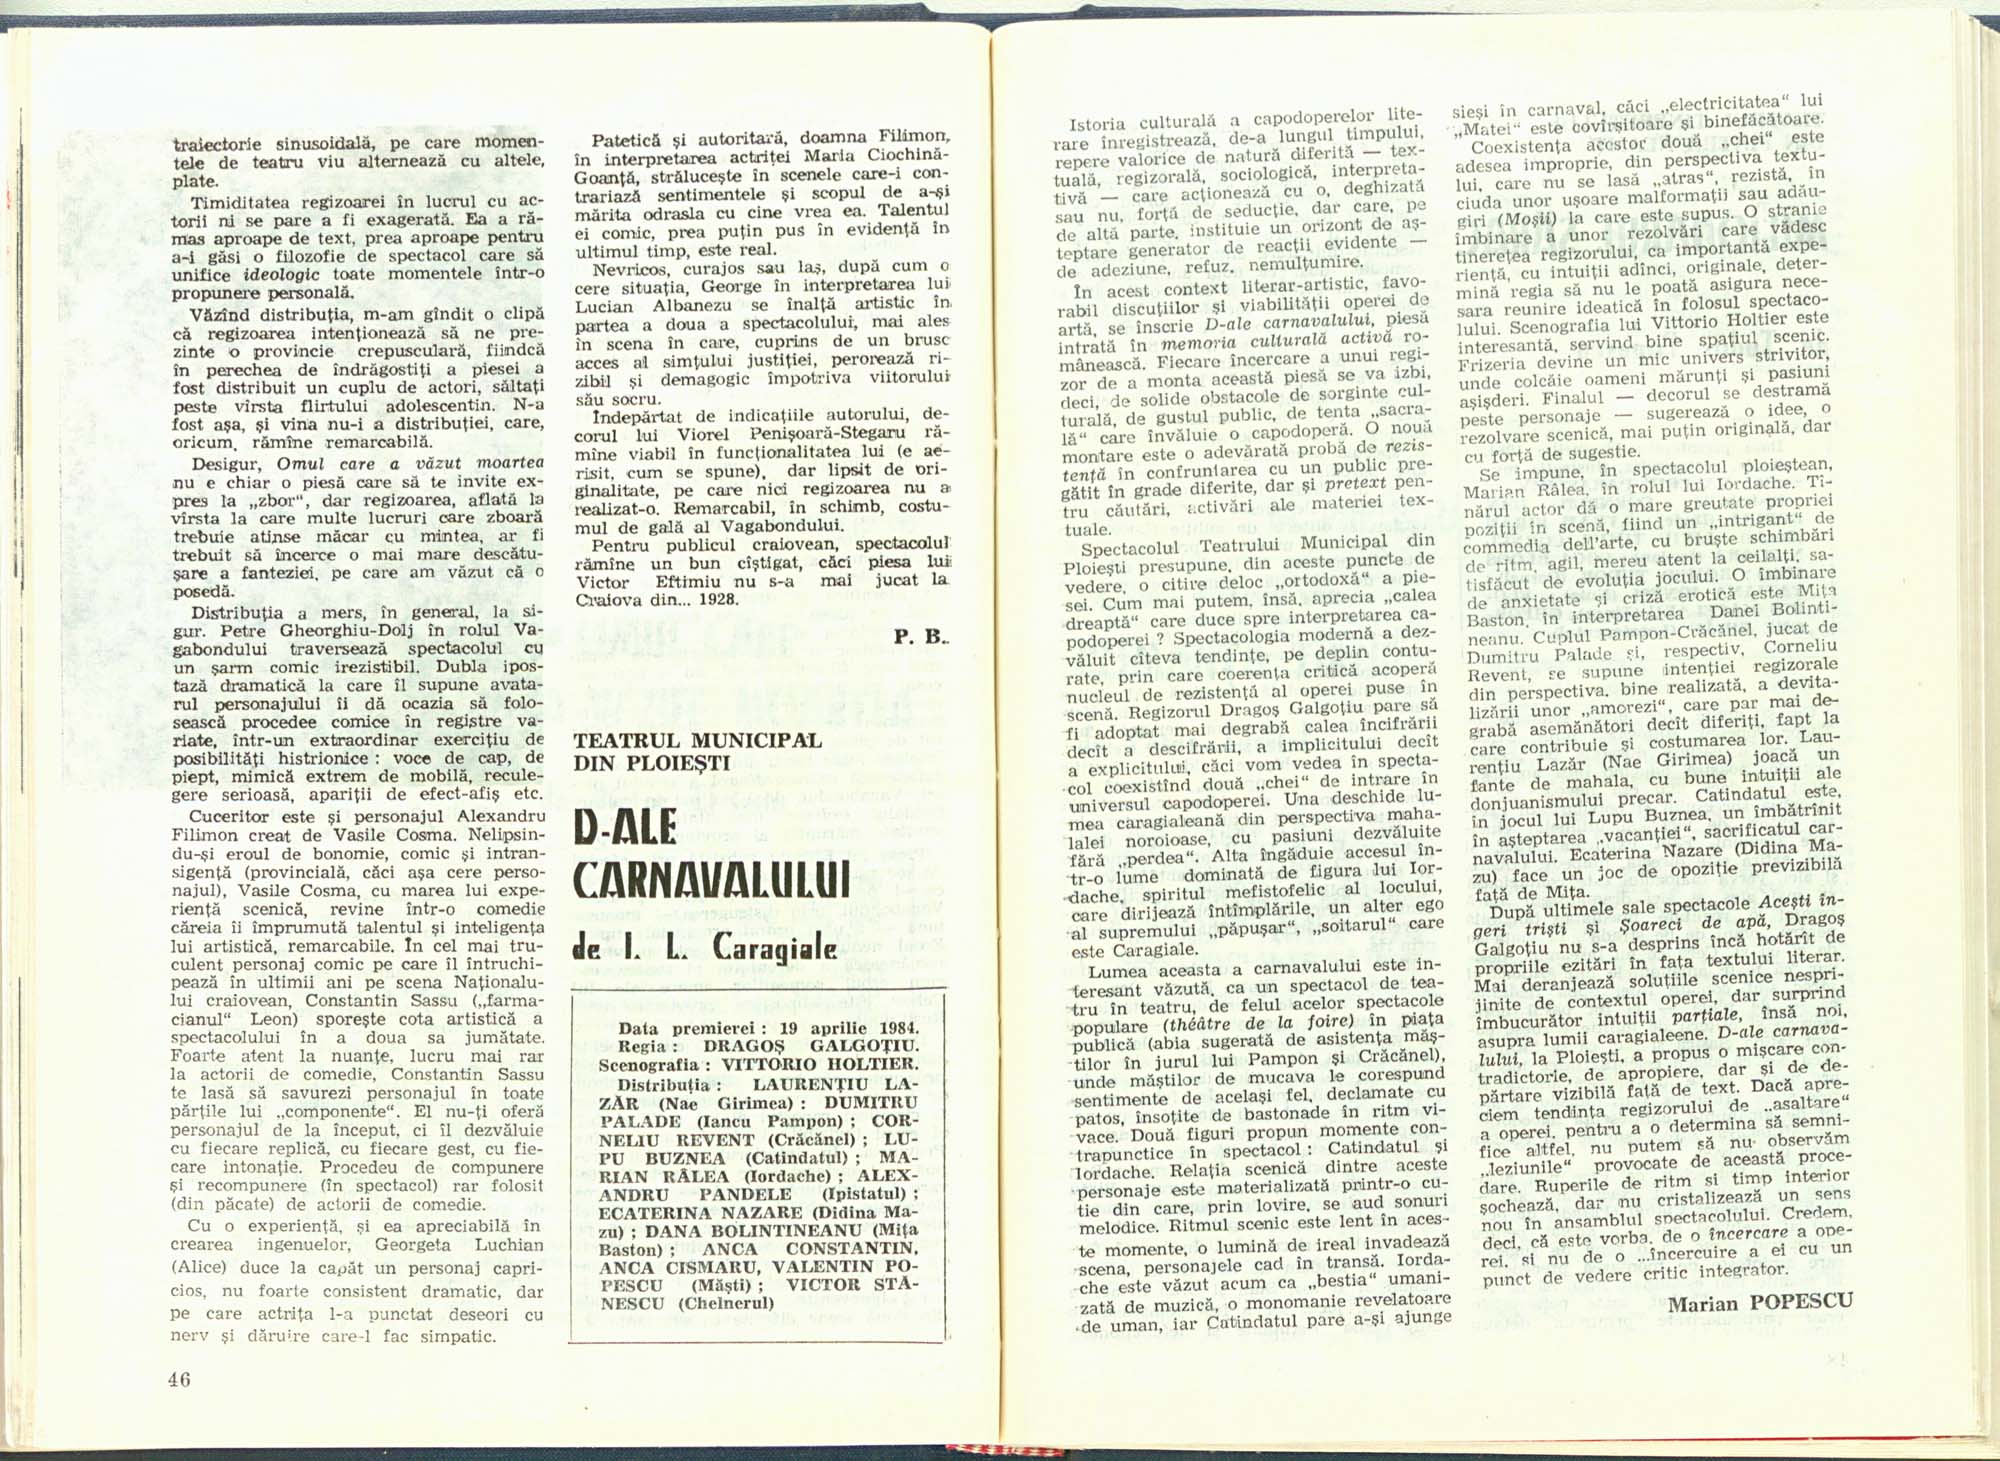 traiectorie sinusoidală, pe care momen-
tele de teatru viu alternează cu altele,
plate.
Timiditatea regizoarei în lucrul cu ac-
torii ni se pare a fi exagerată. Ea a ră-
mas aproape de text, prea aproape pentru
a-i găsi o filozofie de spectacol care să
unifice ideologic toate momentele într-o
propunere personală.
Văzînd distribuția, m-am gîndit o clipă
că regizoarea intenționează să ne pre-
zinte o provincie crepusculară, fiindcă
în perechea de îndrăgostiți a piesei a
fost distribuit un cuplu de actori, săltați
peste vîrsta flirtului adolescentin. N-a
fost așa, și vina nu-i a distribuției, care,
oricum, rămîne remarcabilă.
Desigur, Omul care a văzut moartea
nu e chiar o piesă care să te invite ex-
pres la „zbor“, dar regizoarea, aflată la
vîrsta la care multe lucruri care zboară
trebuie atinse măcar cu mintea, ar fi
trebuit să încerce o mai mare descătu-
șare a fanteziei, pe care am văzut că o
posedă.
Distribuția a mers, în general, la si-
gur. Petre Gheorghiu-Dolj în rolul Va-
gabondului traversează spectacolul cu
un șarm comic irezistibil. Dubla ipos-
tază dramatică la care îl supune avata-
rul personajului îi dă ocazia să folo-
sească procedee comice în registre va-
riate, într-un extraordinar exercițiu de
posibilități histrionice : voce de cap, de
piept, mimică extrem de mobilă, recule-
gere serioasă, apariții de efect-afiș etc.
Cuceritor este și personajul Alexandru
Filimon creat de Vasile Cosma. Nelipsin-
du-și eroul de bonomie, comic și intran-
sigență (provincială, căci așa cere perso-
najul), Vasile Cosma, cu marea lui expe-
riență scenică, revine într-o comedie
căreia îi împrumută talentul și inteligența
lui artistică, remarcabile. În cel mai tru-
culent personaj comic pe care îl întruchi-
pează în ultimii ani pe scena Naționalu-
lui craiovean, Constantin Sassu („farma-
cianul“ Leon) sporește cota artistică a
spectacolului în a doua sa jumătate.
Foarte atent la nuanțe, lucru mai rar
la actorii de comedie, Constantin Sassu
te lasă să savurezi personajul în toate
părțile lui „componente“. El nu-ți oferă
personajul de la început, ci îl dezvăluie
cu fiecare replică, cu fiecare gest, cu fie-
care intonație. Procedeu de compunere
și recompunere (în spectacol) rar folosit
(din păcate) de actorii de comedie.
Cu o experiență, și ea apreciabilă în
crearea ingenuelor, Georgeta Luchian
(Alice) duce la capăt un personaj capri-
cios, nu foarte consistent dramatic, dar
pe care actrița l-a punctat deseori cu
nerv și dăruire care-l fac simpatic.
46
Patetică și autoritară, doamna Filimon,
în interpretarea actriței Maria Ciochină-
Goanță, strălucește în scenele care-i con-
trariază sentimentele și scopul de a-și
mărita odrasla cu cine vrea ea. Talentul
ei comic, prea puțin pus în evidență în
ultimul timp, este real.
Nevricos, curajos sau laș, după cum o
cere situația, George în interpretarea lui
Lucian Albanezu se înalță artistic în
partea a doua a spectacolului, mai ales
în scena în care, cuprins de un brusc
acces al simțului justiției, perorează ri-
zibil și demagogic împotriva viitorului
său socru.
Îndepărtat de indicațiile autorului, de-
corul lui Viorel Penișoară-Stegaru ră-
mîne viabil în funcționalitatea lui (e ae-
risit, cum se spune), dar lipsit de ori-
ginalitate, pe care nici regizoarea nu a
realizat-o. Remarcabil, în schimb, costu-
mul de gală al Vagabondului.
Pentru publicul craiovean, spectacolul
rămîne un bun cîștigat, căci piesa lui
Victor Eftimiu nu s-a mai jucat la
Craiova din... 1928.
P. B.
TEATRUL MUNICIPAL
DIN PLOIEȘTI
D-ALE
CARNAVALULUI
de I. L. Caragiale
Data premierei : 19 aprilie 1984.
Regia : DRAGOȘ GALGOȚIU.
Scenografia : VITTORIO HOLTIER.
Distribuția : LAURENȚIU LA-
ZĂR (Nae Girimea) ; DUMITRU
PALADE (Iancu Pampon) ; COR-
NELIU REVENT (Crăcănel) ; LU-
PU BUZNEA (Catindatul) ; MA-
RIAN RÂLEA (Iordache) ; ALEX-
ANDRU PANDELE (Ipistatul) ;
ECATERINA NAZARE (Didina Ma-
zu) ; DANA BOLINTINEANU (Mița
Baston) ; ANCA CONSTANTIN,
ANCA CISMARU, VALENTIN PO-
PESCU (Măști) ; VICTOR STĂ-
NESCU (Chelnerul)
Istoria culturală a capodoperelor lite-
rare înregistrează, de-a lungul timpului,
repere valorice de natură diferită — tex-
tuală, regizorală, sociologică, interpreta-
tivă — care acționează cu o, deghizată
sau nu, forță de seducție, dar care, pe
de altă parte, instituie un orizont de aș-
teptare generator de reacții evidente —
de adeziune, refuz, nemulțumire.
În acest context literar-artistic, favo-
rabil discuțiilor și viabilității operei de
artă, se înscrie D-ale carnavalului, piesă
intrată în memoria culturală activă ro-
mânească. Fiecare încercare a unui regi-
zor de a monta această piesă se va izbi,
deci, de solide obstacole de sorginte cul-
turală, de gustul public, de tenta „sacra-
lă“ care învăluie o capodoperă. O nouă
montare este o adevărată probă de rezis-
tență în confruntarea cu un public pre-
gătit în grade diferite, dar și pretext pen-
tru căutări, activări ale materiei tex-
tuale.
Spectacolul Teatrului Municipal din
Ploiești presupune, din aceste puncte de
vedere, o citire deloc „ortodoxă“ a pie-
sei. Cum mai putem, însă, aprecia „calea
dreaptă“ care duce spre interpretarea ca-
podoperei ? Spectacologia modernă a dez-
văluit cîteva tendințe, pe deplin contu-
rate, prin care coerența critică acoperă
nucleul de rezistență al operei puse în
scenă. Regizorul Dragoș Galgoțiu pare să
fi adoptat mai degrabă calea încifrării
decît a descifrării, a implicitului decît
a explicitului, căci vom vedea în specta-
col coexistînd două „chei“ de intrare în
universul capodoperei. Una deschide lu-
mea caragialeană din perspectiva maha-
lalei noroioase, cu pasiuni dezvăluite
fără „perdea“. Alta îngăduie accesul în-
tr-o lume dominată de figura lui Ior-
dache, spiritul mefistofelic al locului,
care dirijează întîmplările, un alter ego
al supremului „păpușar“, „soitarul“ care
este Caragiale.
Lumea aceasta a carnavalului este in-
teresant văzută, ca un spectacol de tea-
tru în teatru, de felul acelor spectacole
populare (théâtre de la foire) în piața
publică (abia sugerată de asistența măș-
tilor în jurul lui Pampon și Crăcănel),
unde măștilor de mucava le corespund
sentimente de același fel, declamate cu
patos, însoțite de bastonade în ritm vi-
vace. Două figuri propun momente con-
trapunctice în spectacol : Catindatul și
Iordache. Relația scenică dintre aceste
personaje este materializată printr-o cu-
tie din care, prin lovire, se aud sonuri
melodice. Ritmul scenic este lent în aces-
te momente, o lumină de ireal invadează
scena, personajele cad în transă. Iorda-
che este văzut acum ca „bestia“ umani-
zată de muzică, o monomanie revelatoare
de uman, iar Catindatul pare a-și ajunge
sieși în carnaval, căci „electricitatea“ lui
„Matei“ este covîrșitoare și binefăcătoare.
Coexistența acestor două „chei“ este
adesea improprie, din perspectiva textu-
lui, care nu se lasă „atras“, rezistă, în
ciuda unor ușoare malformații sau adău-
giri (Moșii) la care este supus. O stranie
îmbinare a unor rezolvări care vădesc
tinerețea regizorului, ca importantă expe-
riență, cu intuiții adînci, originale, deter-
mină regia să nu le poată asigura nece-
sara reuniune ideatică în folosul spectaco-
lului. Scenografia lui Vittorio Holtier este
interesantă, servind bine spațiul scenic.
Frizeria devine un mic univers strivitor,
unde colcăie oameni mărunți și pasiuni
așișderi. Finalul — decorul se destramă
peste personaje — sugerează o idee, o
rezolvare scenică, mai puțin originală, dar
cu forță de sugestie.
Se impune, în spectacolul ploieștean,
Marian Râlea, în rolul lui Iordache. Ti-
nărul actor dă o mare greutate propriei
poziții în scenă, fiind un „intrigant“ de
commedia dell'arte, cu bruște schimbări
de ritm, agil, mereu atent la ceilalți, sa-
tisfăcut de evoluția jocului. O îmbinare
de anxietate și criză erotică este Mița
Baston, în interpretarea Danei Bolinti-
neanu. Cuplul Pampon-Crăcănel, jucat de
Dumitru Palade și, respectiv, Corneliu
Revent, se supune intenției regizorale
din perspectiva, bine realizată, a devita-
lizării unor „amorezi“, care par mai de-
grabă asemănători decît diferiți, fapt la
care contribuie și costumarea lor. Lau-
rențiu Lazăr (Nae Girimea) joacă un
fante de mahala, cu bune intuiții ale
donjuanismului precar. Catindatul este,
în jocul lui Lupu Buznea, un îmbătrînit
în așteptarea „vacanției“, sacrificatul car-
navalului. Ecaterina Nazare (Didina Ma-
zu) face un joc de opoziție previzibilă
față de Mița.
După ultimele sale spectacole Acești în-
geri triști și Șoareci de apă, Dragoș
Galgoțiu nu s-a desprins încă hotărît de
propriile ezitări în fața textului literar.
Mai deranjează soluțiile scenice nespri-
jinite de contextul operei, dar surprind
îmbucurător intuiții parțiale, însă noi,
asupra lumii caragialeene. D-ale carnava-
lului, la Ploiești, a propus o mișcare con-
tradictorie, de apropiere, dar și de de-
părtare vizibilă față de text. Dacă apre-
ciem tendința regizorului de „asaltare“
a operei, pentru a o determina să semni-
fice altfel, nu putem să nu observăm
„leziunile“ provocate de această proce-
dare. Ruperile de ritm si timp interior
șochează, dar nu cristalizează un sens
nou în ansamblul spectacolului. Credem,
deci, că este vorba, de o încercare a ope-
rei, și nu de o ...încercuire a ei cu un
punct de vedere critic integrator.
Marian POPESCU